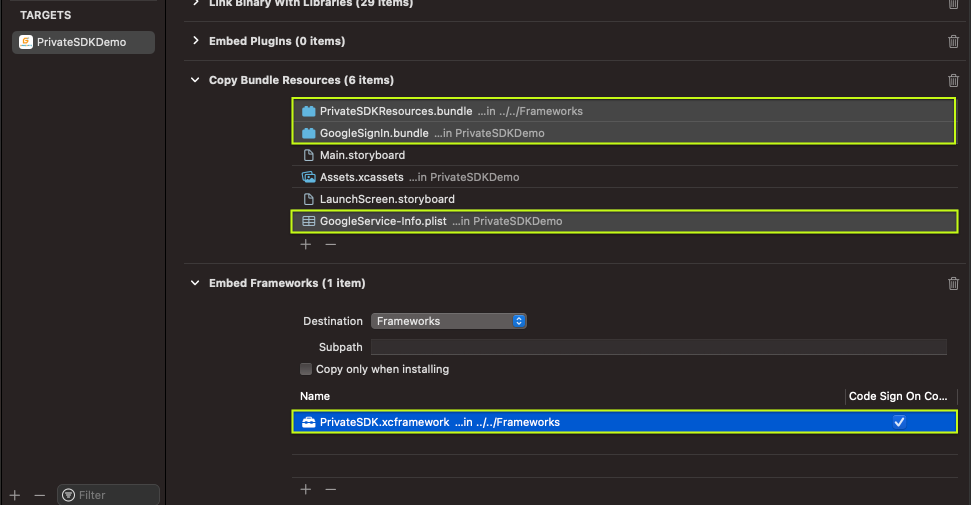 Link Binary With Libraries (29 items)
TARGETS
PrivateSDKDemo
Embed PlugIns (0 items)
Copy Bundle Resources (6 items)
PrivateSDKResources.bundle ...in ../../Frameworks
GoogleSignIn.bundle ...in PrivateSDKDemo
Main.storyboard
Assets.xcassets ...in PrivateSDKDemo
LaunchScreen.storyboard
GoogleService-Info.plist ...in PrivateSDKDemo
Embed Frameworks (1 item)
Destination Frameworks
Subpath
Copy only when installing
Name Code Sign On Co...
PrivateSDK.xcframework ...in ../../Frameworks
Filter